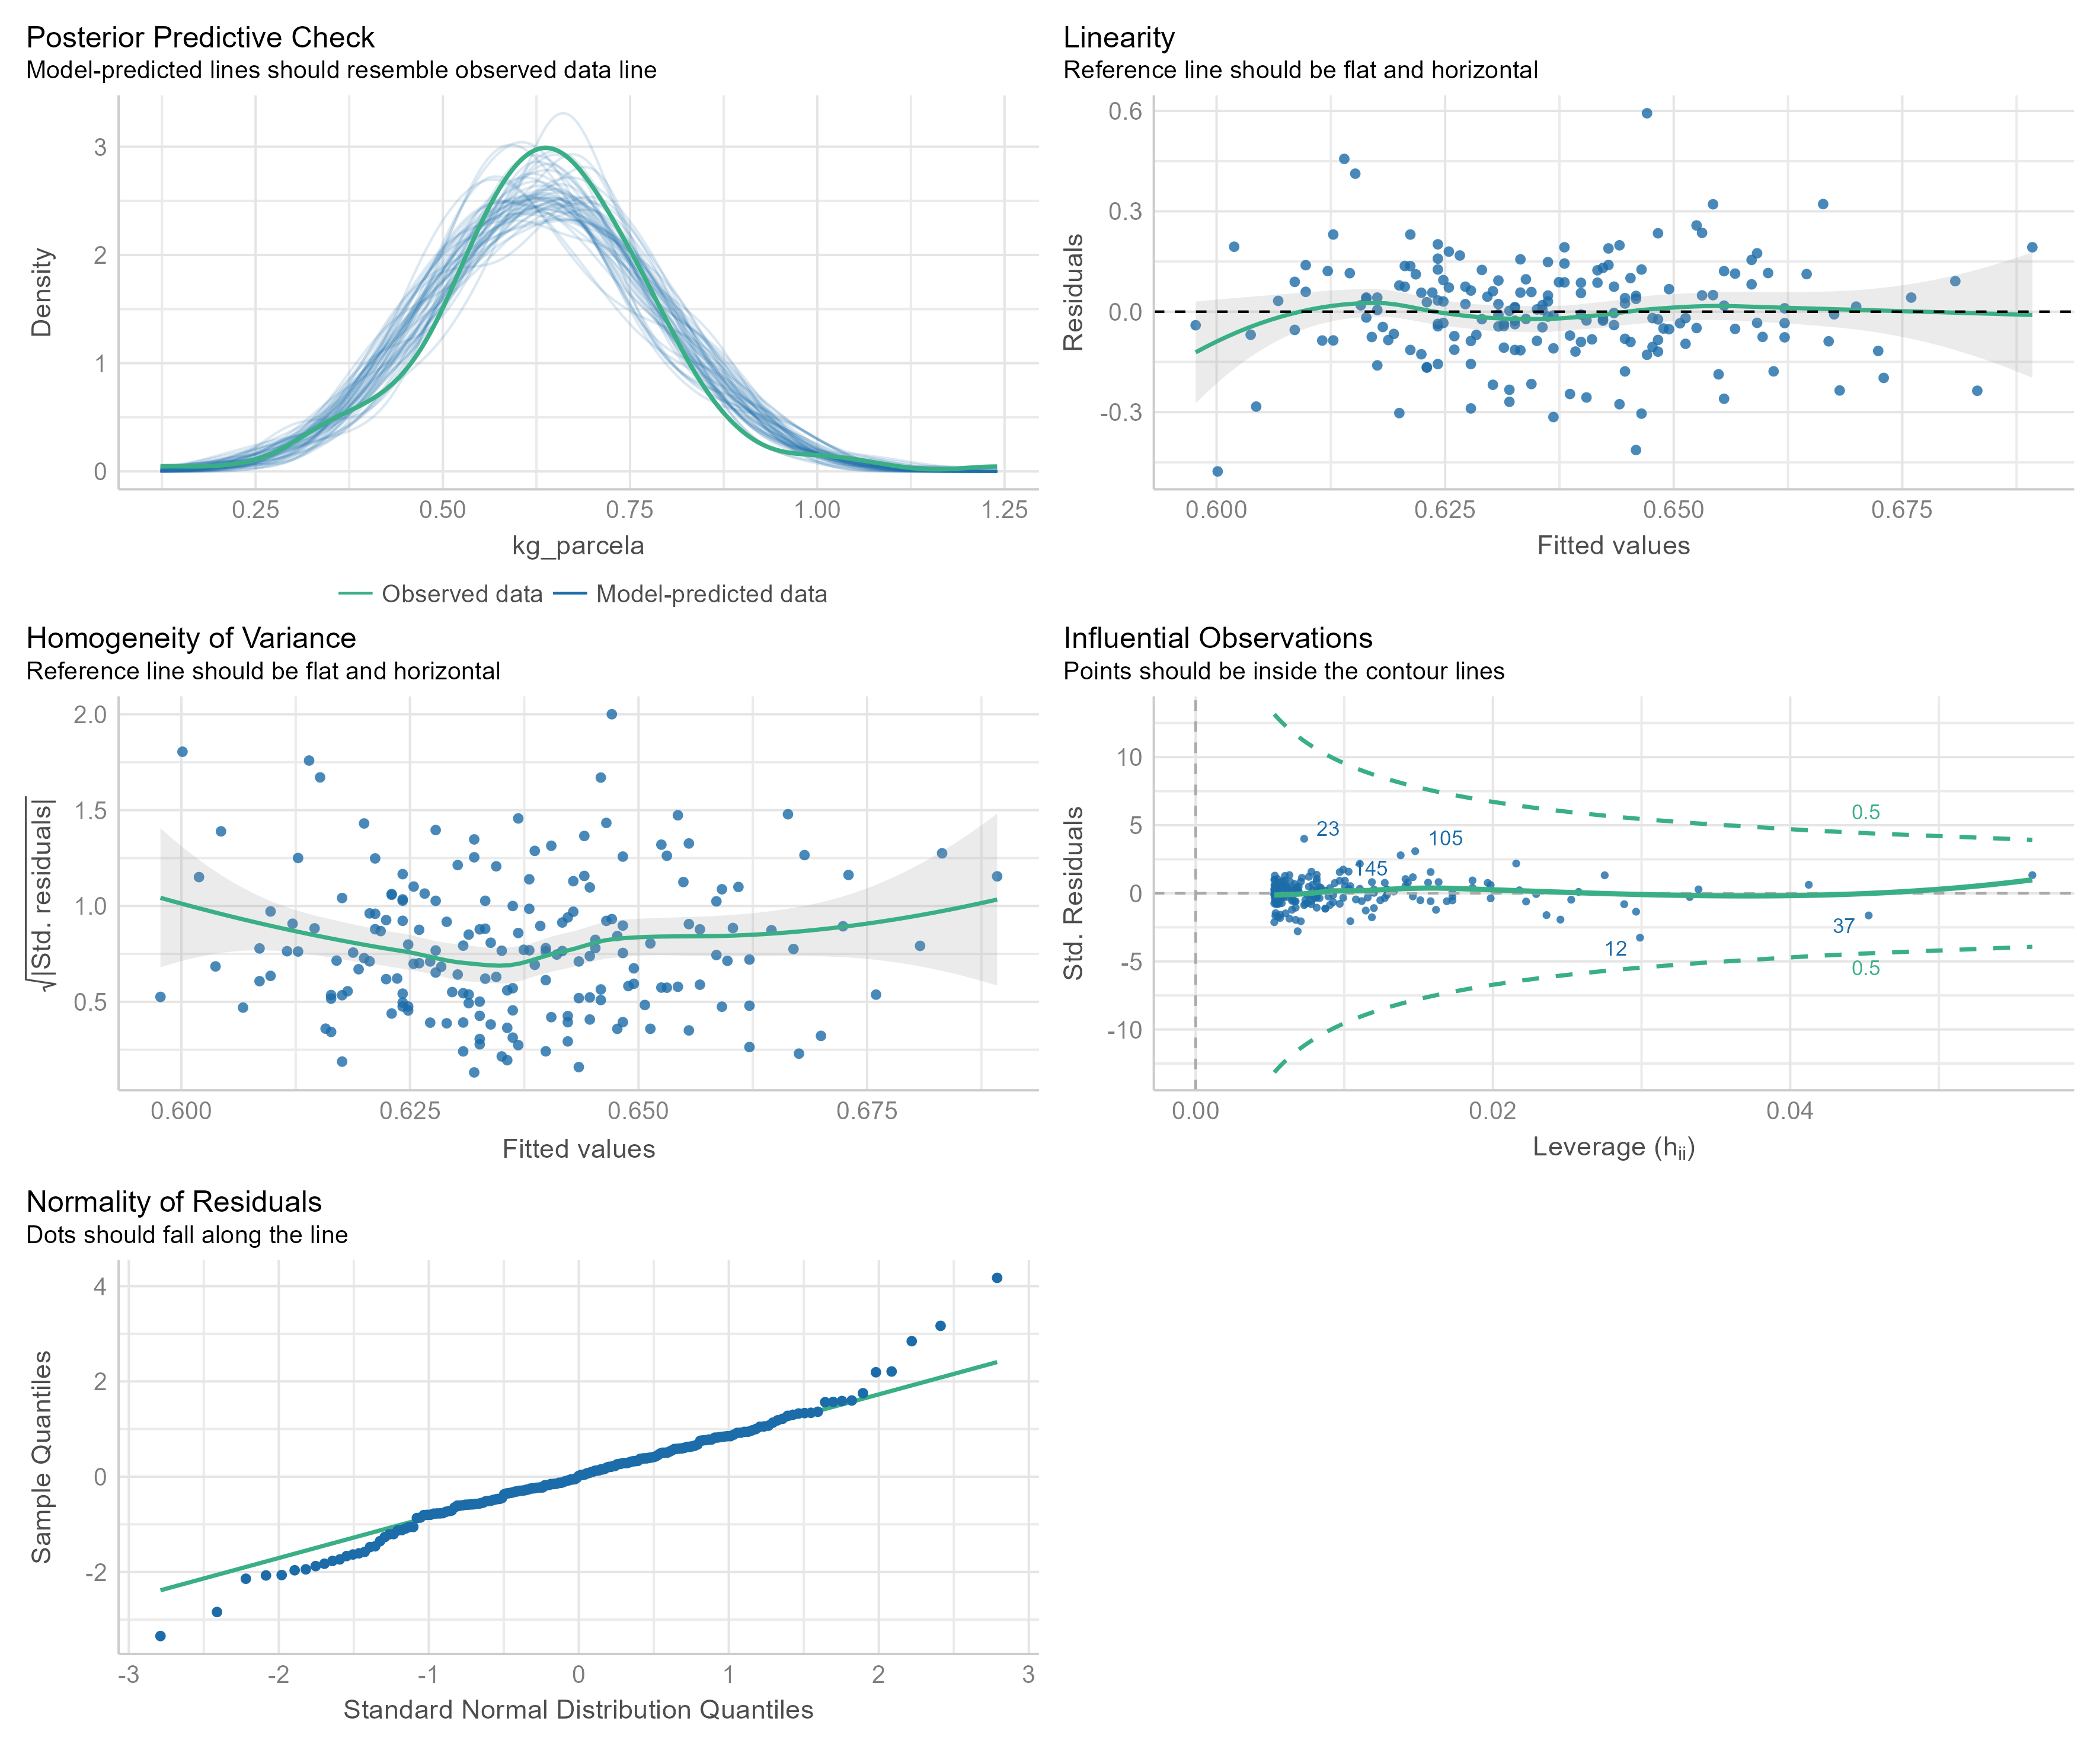 Posterior Predictive Check
Model-predicted lines should resemble observed data line
Density
3
2
1
0
0.25 0.50 0.75 1.00 1.25
kg_parcela
Observed data Model-predicted data
Linearity
Reference line should be flat and horizontal
Residuals
0.6
0.3
0.0
-0.3
0.600 0.625 0.650 0.675
Fitted values
Homogeneity of Variance
Reference line should be flat and horizontal
√|Std. residuals|
2.0
1.5
1.0
0.5
0.600 0.625 0.650 0.675
Fitted values
Influential Observations
Points should be inside the contour lines
Std. Residuals
10
5
0
-5
-10
0.5
23
105
145
37
12
0.5
0.00 0.02 0.04
Leverage (hᵢᵢ)
Normality of Residuals
Dots should fall along the line
Sample Quantiles
4
2
0
-2
-3 -2 -1 0 1 2 3
Standard Normal Distribution Quantiles